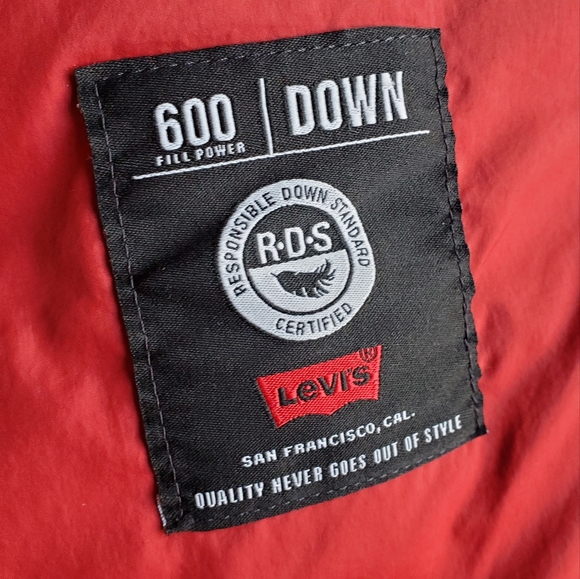 600 | DOWN
FILL POWER
RESPONSIBLE DOWN STANDARD
R·D·S
CERTIFIED
LEVI'S®
SAN FRANCISCO, CAL.
QUALITY NEVER GOES OUT OF STYLE